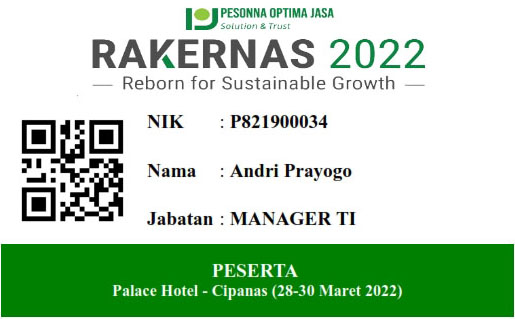 PESONNA OPTIMA JASA
Solution & Trust
RAKERNAS 2022
Reborn for Sustainable Growth
NIK : P821900034
Nama : Andri Prayogo
Jabatan : MANAGER TI
PESERTA
Palace Hotel - Cipanas (28-30 Maret 2022)